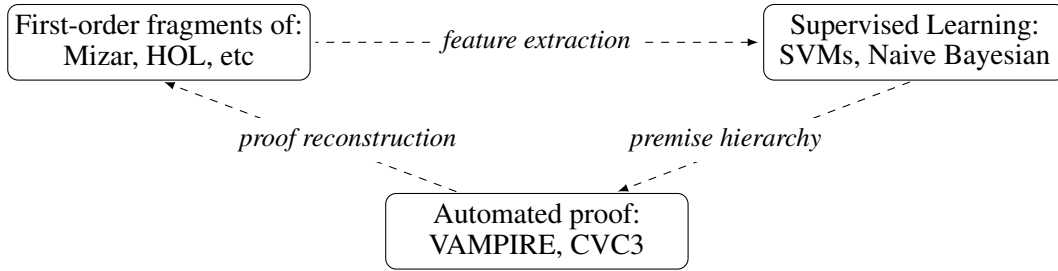 First-order fragments of:
Mizar, HOL, etc
feature extraction
Supervised Learning:
SVMs, Naive Bayesian
proof reconstruction
premise hierarchy
Automated proof:
VAMPIRE, CVC3